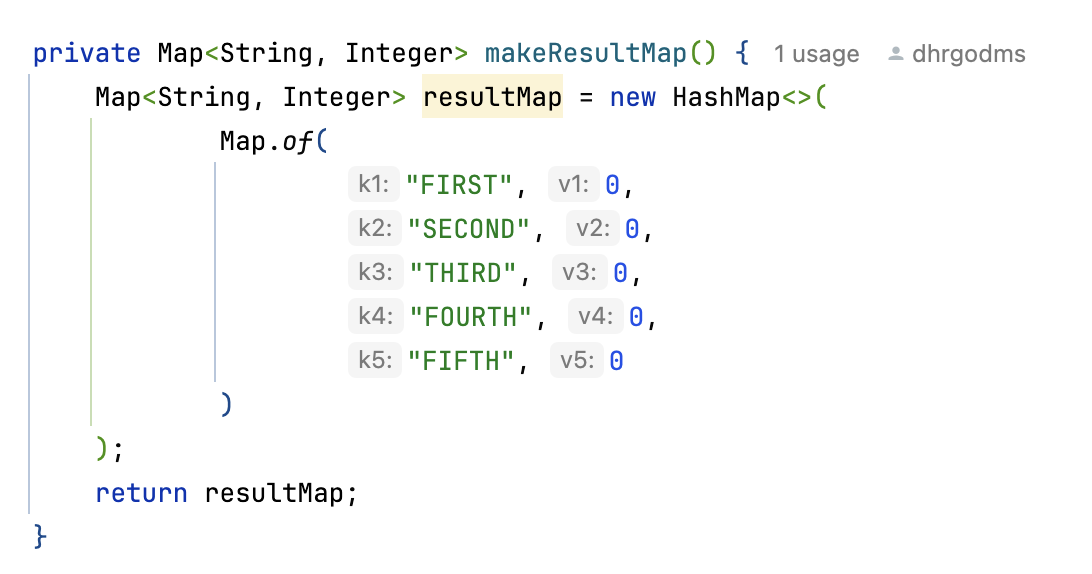 private Map<String, Integer> makeResultMap() { 1 usage dhrgodms
Map<String, Integer> resultMap = new HashMap<>(
Map.of(
k1: "FIRST", v1: 0,
k2: "SECOND", v2: 0,
k3: "THIRD", v3: 0,
k4: "FOURTH", v4: 0,
k5: "FIFTH", v5: 0
)
);
return resultMap;
}